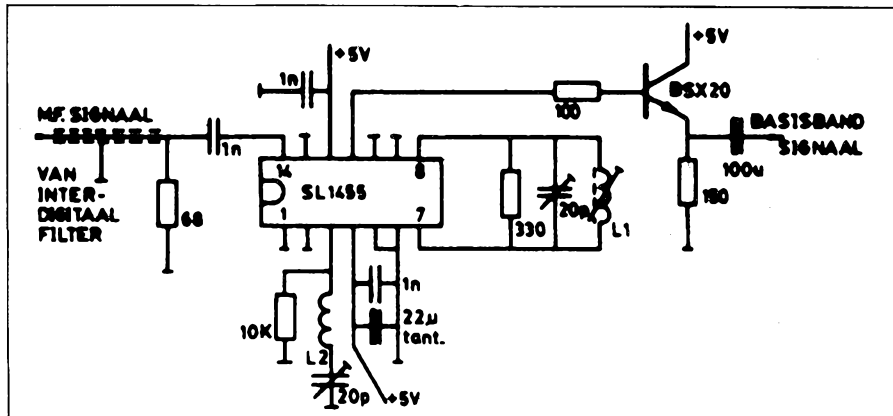 +5V
+5V
1n
BSX20
100
M.F. SIGNAAL
BASISBAND
SIGNAAL
1n
100u
VAN
INTER-
DIGITAAL
FILTER
14
8
SL1455
1
7
68
330
20p
L1
150
1n
10K
22µ
tant.
L2
20p
+5V